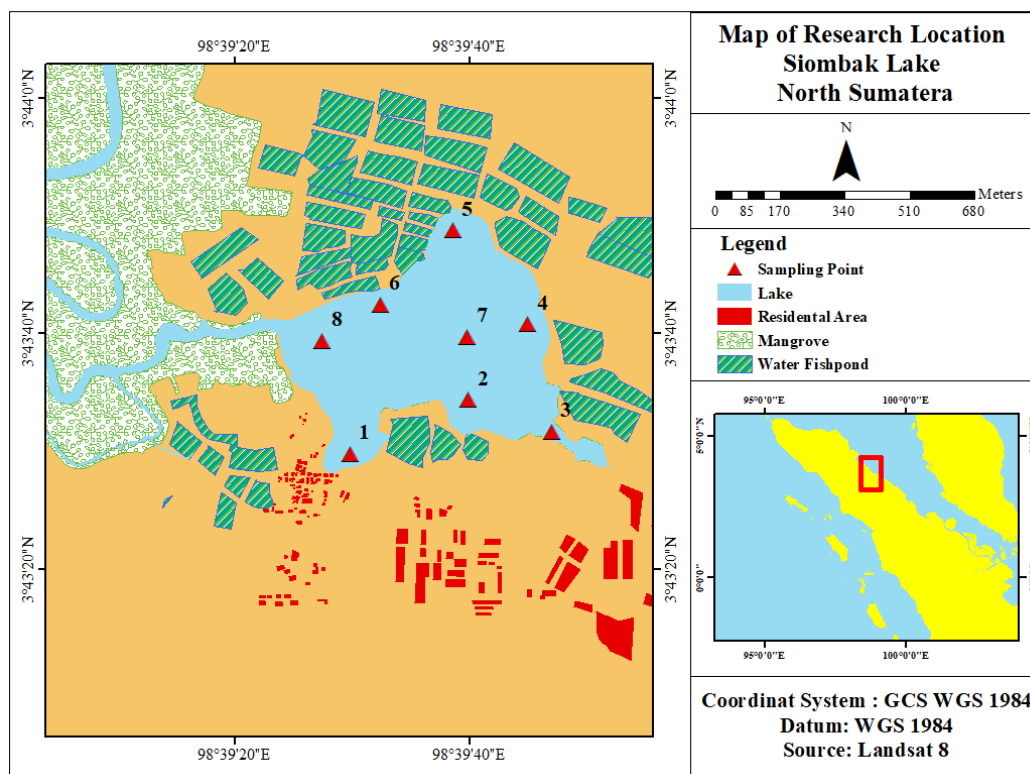 98°39'20"E
98°39'40"E
3°44'0"N
3°44'0"N
3°43'40"N
3°43'40"N
3°43'20"N
3°43'20"N
98°39'20"E
98°39'40"E
5
6
4
7
8
2
3
1
Map of Research Location
Siombak Lake
North Sumatera
N
Meters
0 85 170 340 510 680
Legend
Sampling Point
Lake
Residental Area
Mangrove
Water Fishpond
95°0'0"E
100°0'0"E
0°0'0"
95°0'0"E
100°0'0"E
Coordinat System : GCS WGS 1984
Datum: WGS 1984
Source: Landsat 8